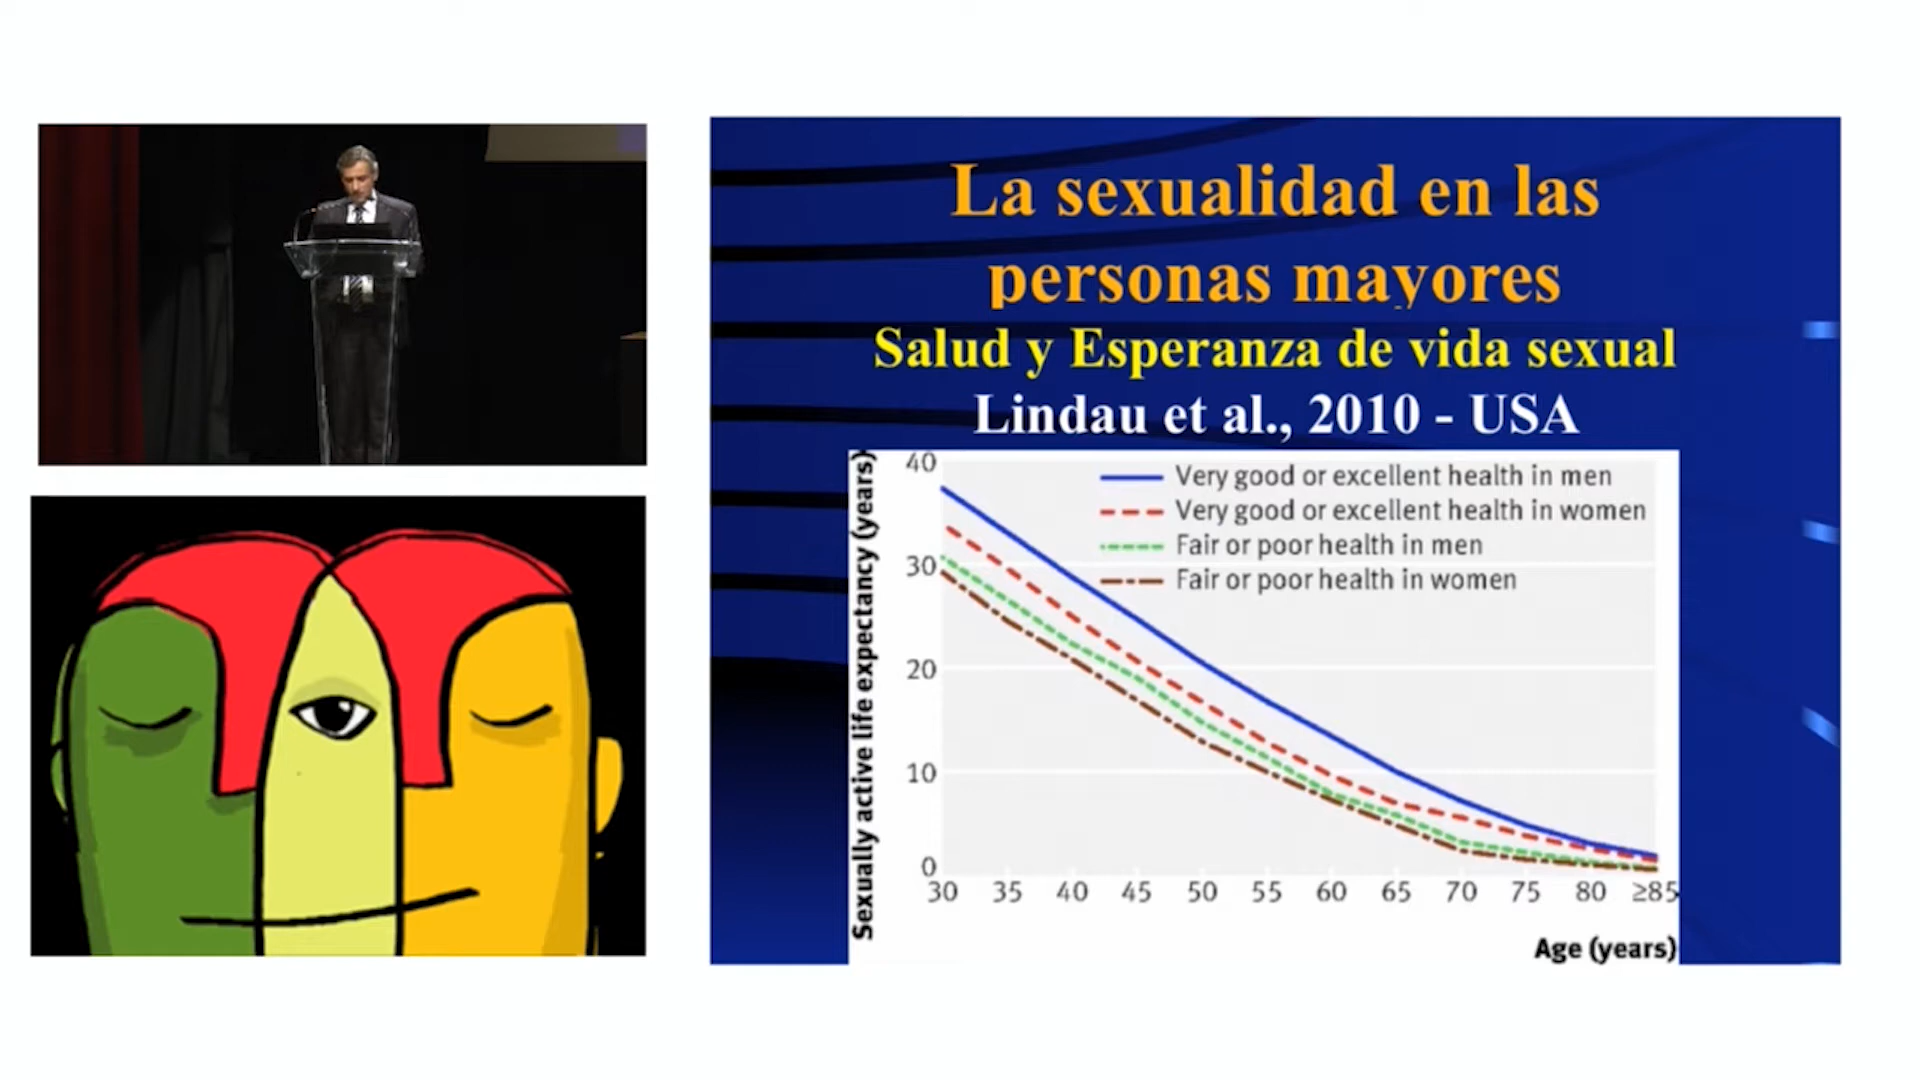 La sexualidad en las
personas mayores
Salud y Esperanza de vida sexual
Lindau et al., 2010 - USA
Sexually active life expectancy (years)
40
30
20
10
0
Very good or excellent health in men
Very good or excellent health in women
Fair or poor health in men
Fair or poor health in women
30 35 40 45 50 55 60 65 70 75 80 ≥85
Age (years)